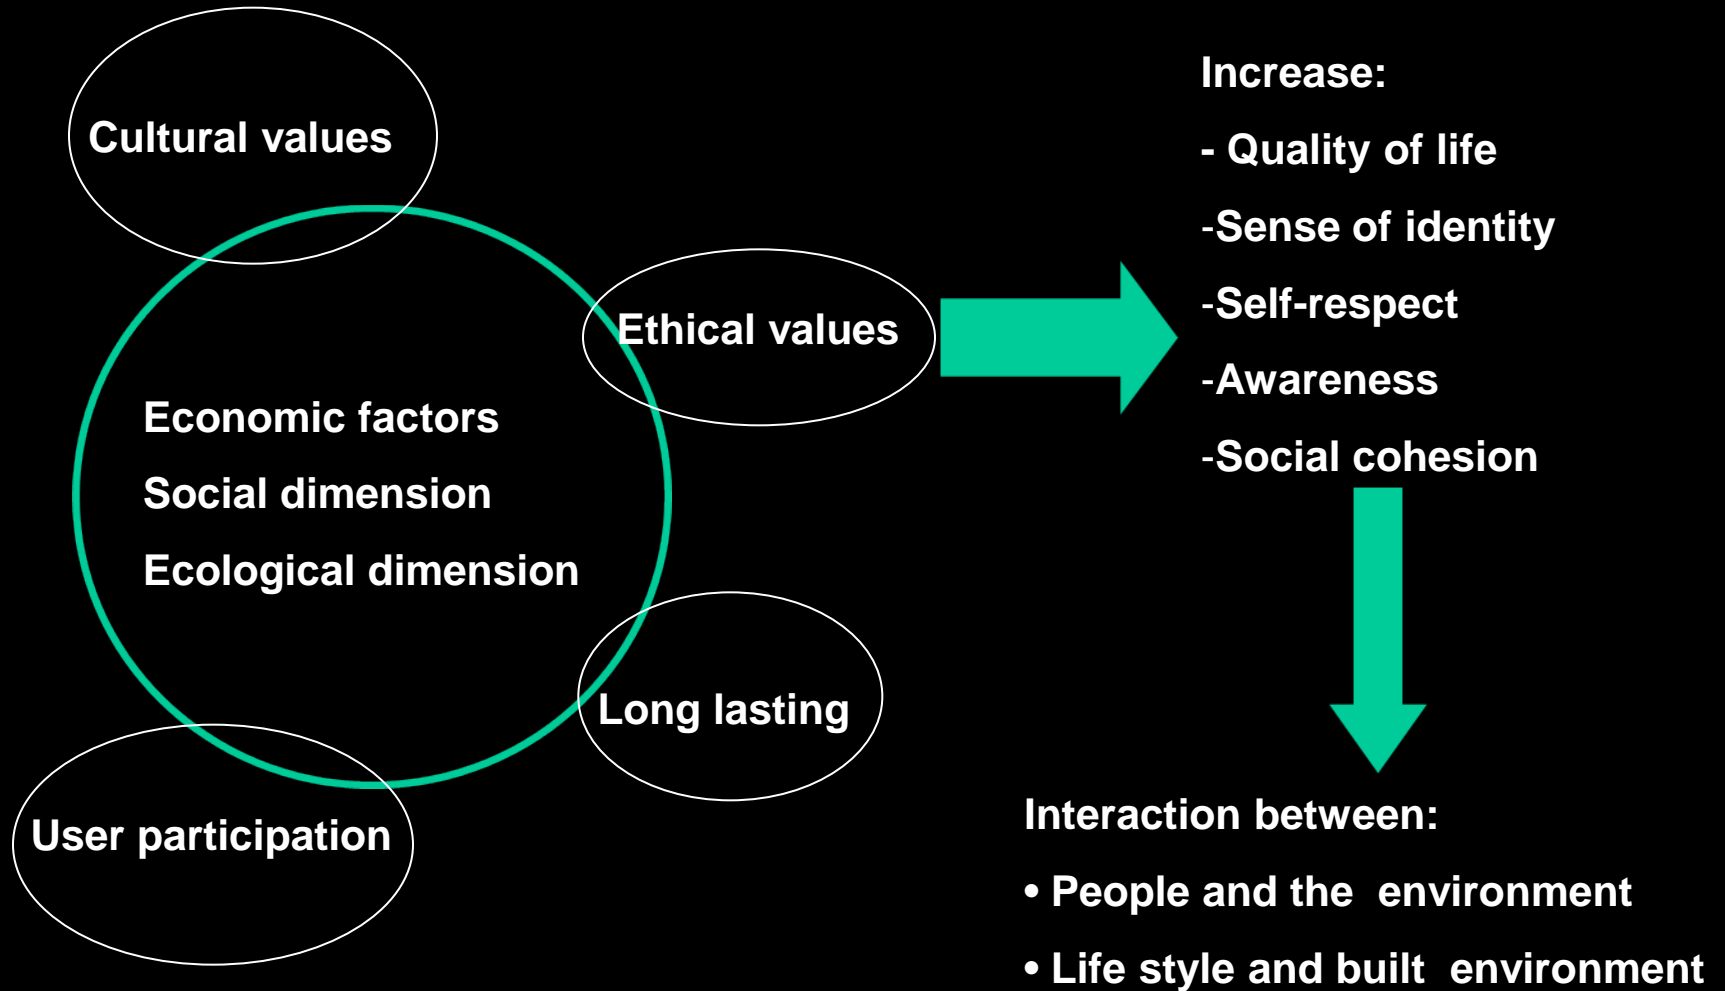 Cultural values
Ethical values
Economic factors
Social dimension
Ecological dimension
Long lasting
User participation
Increase:
- Quality of life
-Sense of identity
-Self-respect
-Awareness
-Social cohesion
Interaction between:
• People and the  environment
• Life style and built  environment